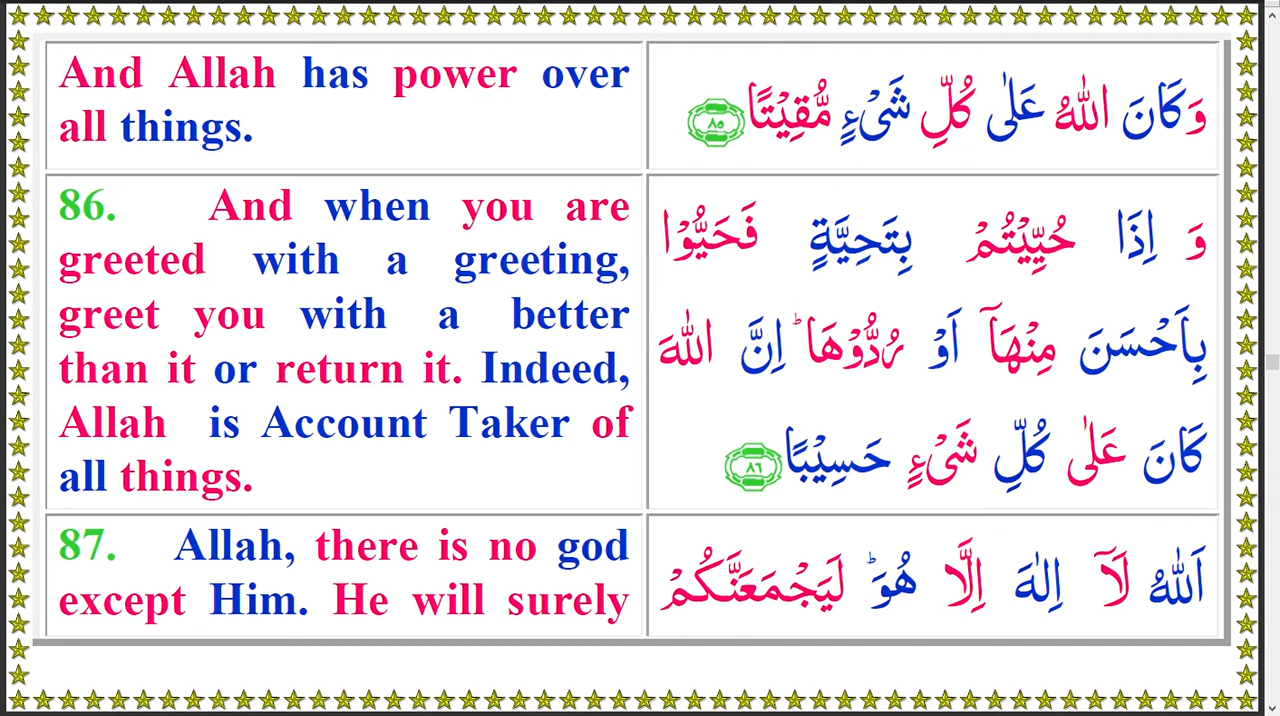 And Allah has power over
all things.
وَ كَانَ اللّٰهُ عَلٰى كُلِّ شَىْءٍ مُّقِيْتًا ٨٥
86. And when you are
greeted with a greeting,
greet you with a better
than it or return it. Indeed,
Allah is Account Taker of
all things.
وَ اِذَا حُيِّيْتُمْ بِتَحِيَّةٍ فَحَيُّوْا
بِاَحْسَنَ مِنْهَاۤ اَوْ رُدُّوْهَا ؕ اِنَّ اللّٰهَ
كَانَ عَلٰى كُلِّ شَىْءٍ حَسِيْبًا ٨٦
87. Allah, there is no god
except Him. He will surely
اَللّٰهُ لَاۤ اِلٰهَ اِلَّا هُوَ ؕ لَيَجْمَعَنَّكُمْ